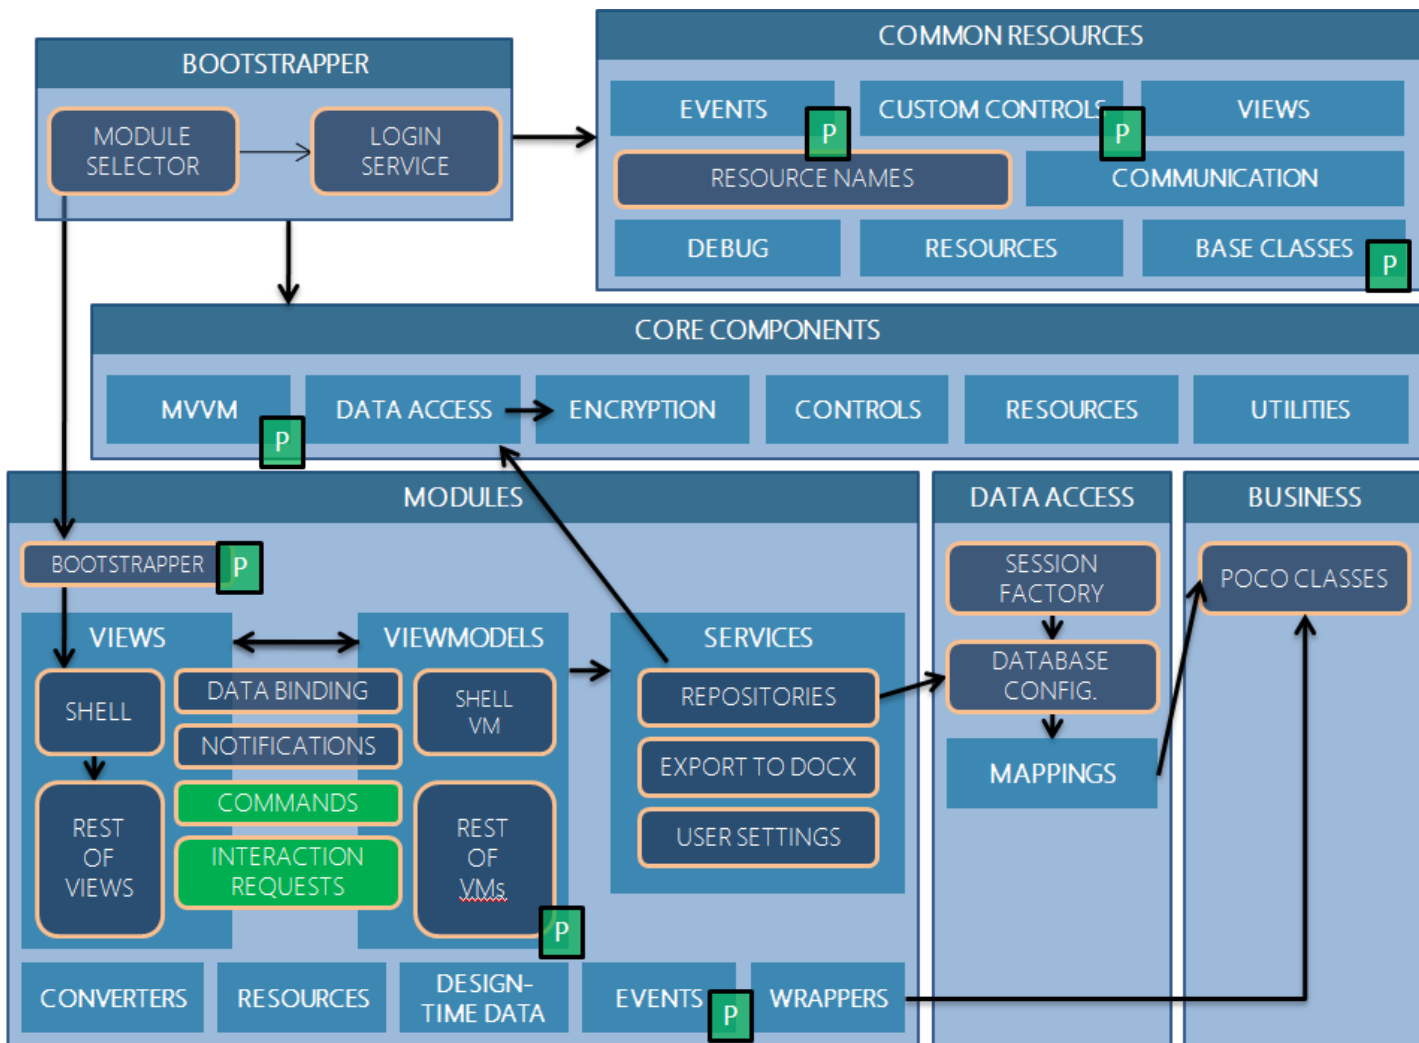 BOOTSTRAPPER
MODULE
SELECTOR
LOGIN
SERVICE
COMMON RESOURCES
EVENTS
P
CUSTOM CONTROLS
P
VIEWS
RESOURCE NAMES
COMMUNICATION
DEBUG
RESOURCES
BASE CLASSES
P
CORE COMPONENTS
MVVM
P
DATA ACCESS
ENCRYPTION
CONTROLS
RESOURCES
UTILITIES
MODULES
BOOTSTRAPPER
P
VIEWS
SHELL
REST
OF
VIEWS
DATA BINDING
NOTIFICATIONS
COMMANDS
INTERACTION
REQUESTS
VIEWMODELS
SHELL
VM
REST
OF
VMs
P
SERVICES
REPOSITORIES
EXPORT TO DOCX
USER SETTINGS
CONVERTERS
RESOURCES
DESIGN-
TIME DATA
EVENTS
P
WRAPPERS
DATA ACCESS
SESSION
FACTORY
DATABASE
CONFIG.
MAPPINGS
BUSINESS
POCO CLASSES